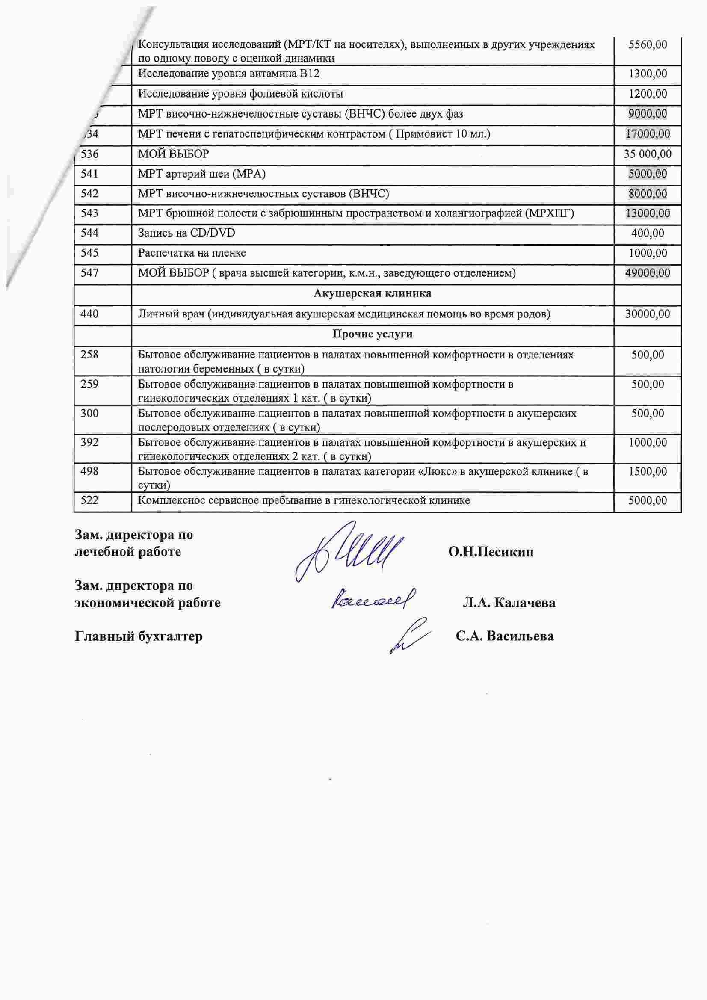 Консультация исследований (МРТ/КТ на носителях), выполненных в других учреждениях 5560,00
по одному поводу с оценкой динамики
Исследование уровня витамина В12 1300,00
Исследование уровня фолиевой кислоты 1200,00
МРТ височно-нижнечелюстные суставы (ВНЧС) более двух фаз 9000,00
34 МРТ печени с гепатоспецифическим контрастом ( Примовист 10 мл.) 17000,00
536 МОЙ ВЫБОР 35 000,00
541 МРТ артерий шеи (МРА) 5000,00
542 МРТ височно-нижнечелюстных суставов (ВНЧС) 8000,00
543 МРТ брюшной полости с забрюшинным пространством и холангиографией (МРХПГ) 13000,00
544 Запись на CD/DVD 400,00
545 Распечатка на пленке 1000,00
547 МОЙ ВЫБОР ( врача высшей категории, к.м.н., заведующего отделением) 49000,00
Акушерская клиника
440 Личный врач (индивидуальная акушерская медицинская помощь во время родов) 30000,00
Прочие услуги
258 Бытовое обслуживание пациентов в палатах повышенной комфортности в отделениях 500,00
патологии беременных ( в сутки)
259 Бытовое обслуживание пациентов в палатах повышенной комфортности в 500,00
гинекологических отделениях 1 кат. ( в сутки)
300 Бытовое обслуживание пациентов в палатах повышенной комфортности в акушерских 500,00
послеродовых отделениях ( в сутки)
392 Бытовое обслуживание пациентов в палатах повышенной комфортности в акушерских и 1000,00
гинекологических отделениях 2 кат. ( в сутки)
498 Бытовое обслуживание пациентов в палатах категории «Люкс» в акушерской клинике ( в 1500,00
сутки)
522 Комплексное сервисное пребывание в гинекологической клинике 5000,00
Зам. директора по
лечебной работе О.Н.Песикин
Зам. директора по
экономической работе Л.А. Калачева
Главный бухгалтер С.А. Васильева